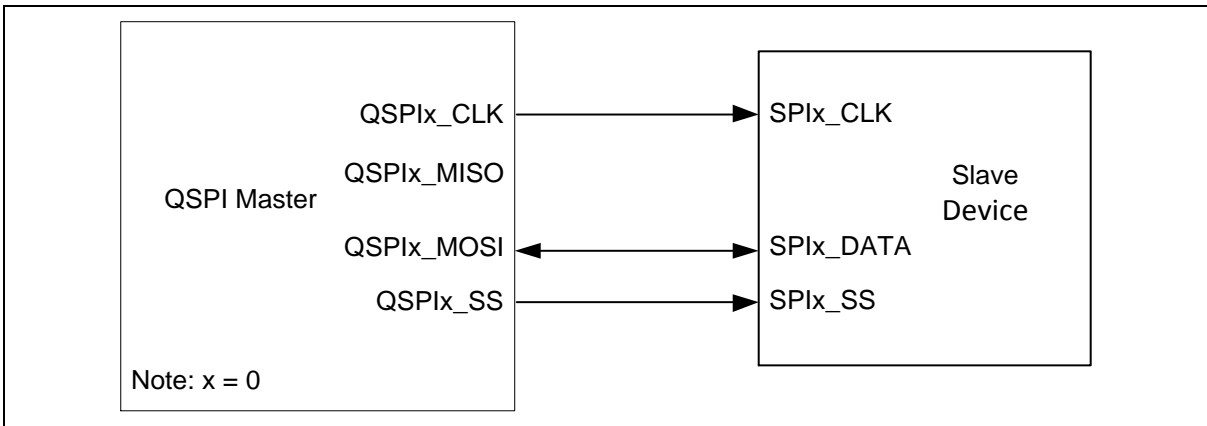 QSPIx_CLK
QSPIx_MISO
QSPI Master
QSPIx_MOSI
QSPIx_SS
Note: x = 0
SPIx_CLK
Slave
Device
SPIx_DATA
SPIx_SS